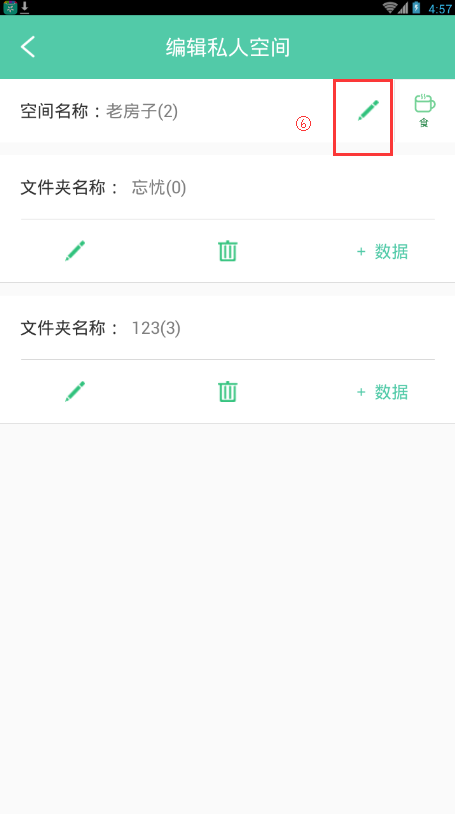 4:57
编辑私人空间
空间名称：老房子(2)
⑥
食
文件夹名称： 忘忧(0)
+ 数据
文件夹名称： 123(3)
+ 数据